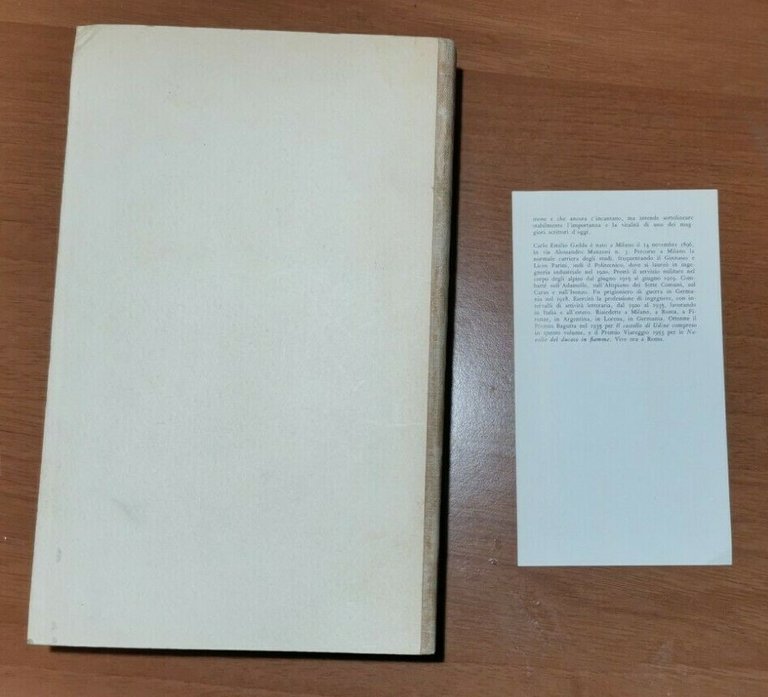 trono e che ancora c'incantano, ma intende sottolineare
stabilmente l'importanza e la vitalità di uno dei mag-
giori scrittori d'oggi.
Carlo Emilio Gadda è nato a Milano il 14 novembre 1893,
in via Alessandro Manzoni n. 5. Percorse a Milano la
normale carriera degli studi, frequentando il Ginnasio e
Liceo Parini, indi il Politecnico, dove si laureò in inge-
gneria industriale nel 1920. Prestò il servizio militare nel
corpo degli alpini dal giugno 1915 al giugno 1919. Com-
batté sull'Adamello, sull'Altipiano dei Sette Comuni, sul
Carso e sull'Isonzo. Fu prigioniero di guerra in Germa-
nia nel 1918. Esercitò la professione di ingegnere, con in-
tervalli di attività letteraria, dal 1920 al 1935, lavorando
in Italia e all'estero. Risiedette a Milano, a Roma, a Fi-
renze, in Argentina, in Lorena, in Germania. Ottenne il
Premio Bagutta nel 1935 per Il castello di Udine compreso
in questo volume, e il Premio Viareggio 1953 per le No-
velle del ducato in fiamme. Vive ora a Roma.